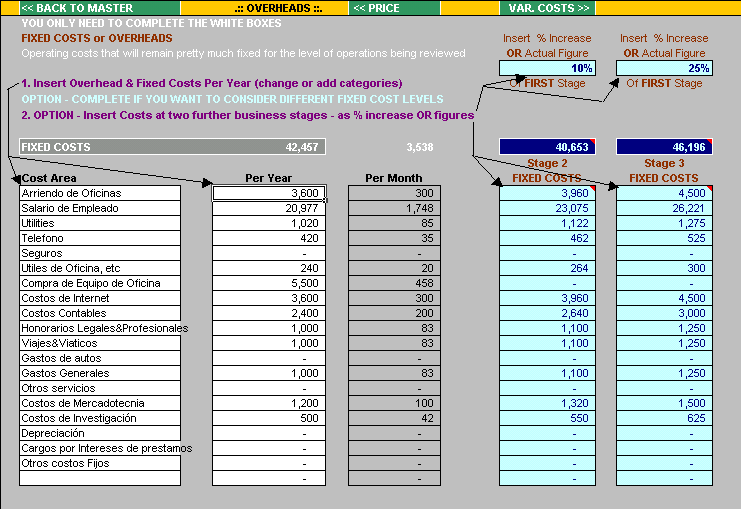 << BACK TO MASTER .:: OVERHEADS ::. << PRICE VAR. COSTS >>
YOU ONLY NEED TO COMPLETE THE WHITE BOXES
FIXED COSTS or OVERHEADS Insert % Increase Insert % Increase
Operating costs that will remain pretty much fixed for the level of operations being reviewed OR Actual Figure OR Actual Figure
10% 25%
1. Insert Overhead & Fixed Costs Per Year (change or add categories) Of FIRST Stage Of FIRST Stage
OPTION - COMPLETE IF YOU WANT TO CONSIDER DIFFERENT FIXED COST LEVELS
2. OPTION - Insert Costs at two further business stages - as % increase OR figures
FIXED COSTS 42,457 3,538 40,653 46,196
Stage 2 Stage 3
Cost Area Per Year Per Month FIXED COSTS FIXED COSTS
Arriendo de Oficinas 3,600 300 3,960 4,500
Salario de Empleado 20,977 1,748 23,075 26,221
Utilities 1,020 85 1,122 1,275
Telefono 420 35 462 525
Seguros - - - -
Utiles de Oficina, etc 240 20 264 300
Compra de Equipo de Oficina 5,500 458 - -
Costos de Internet 3,600 300 3,960 4,500
Costos Contables 2,400 200 2,640 3,000
Honorarios Legales&Profesionales 1,000 83 1,100 1,250
Viajes&Viaticos 1,000 83 1,100 1,250
Gastos de autos - - - -
Gastos Generales 1,000 83 1,100 1,250
Otros servicios - - - -
Costos de Mercadotecnia 1,200 100 1,320 1,500
Costos de Investigación 500 42 550 625
Depreciación - - - -
Cargos por Intereses de prestamos - - - -
Otros costos Fijos - - - -
- - - -